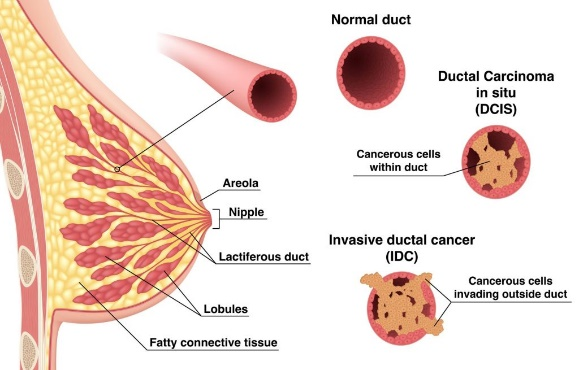 Normal duct
Ductal Carcinoma
in situ
(DCIS)
Cancerous cells
within duct
Areola
Nipple
Lactiferous duct
Invasive ductal cancer
(IDC)
Cancerous cells
invading outside duct
Lobules
Fatty connective tissue